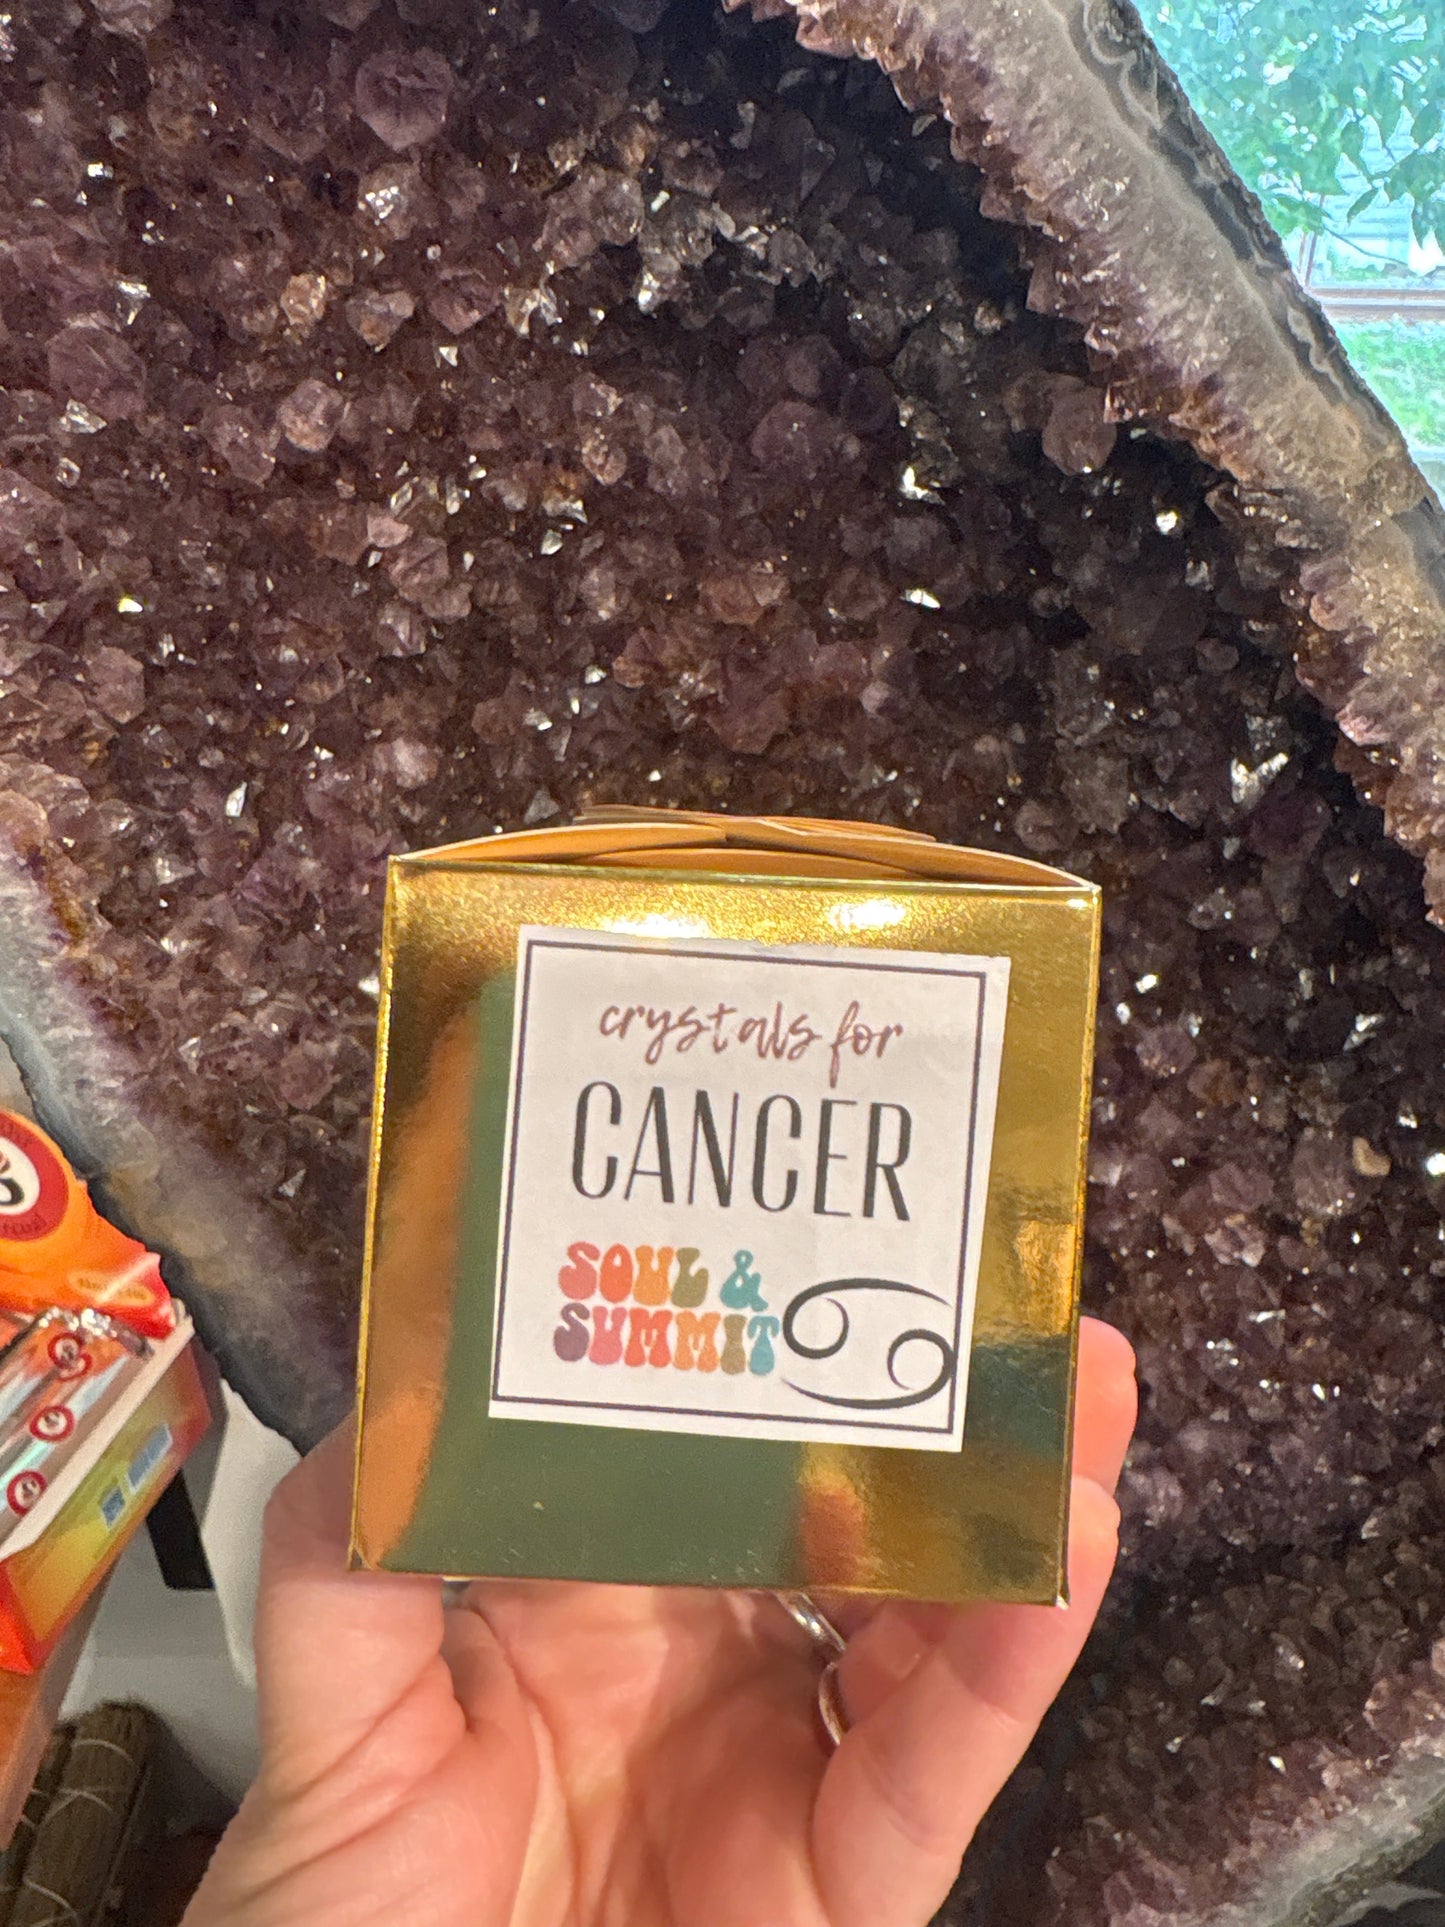 crystals for
CANCER
SOUL &
SUMMIT